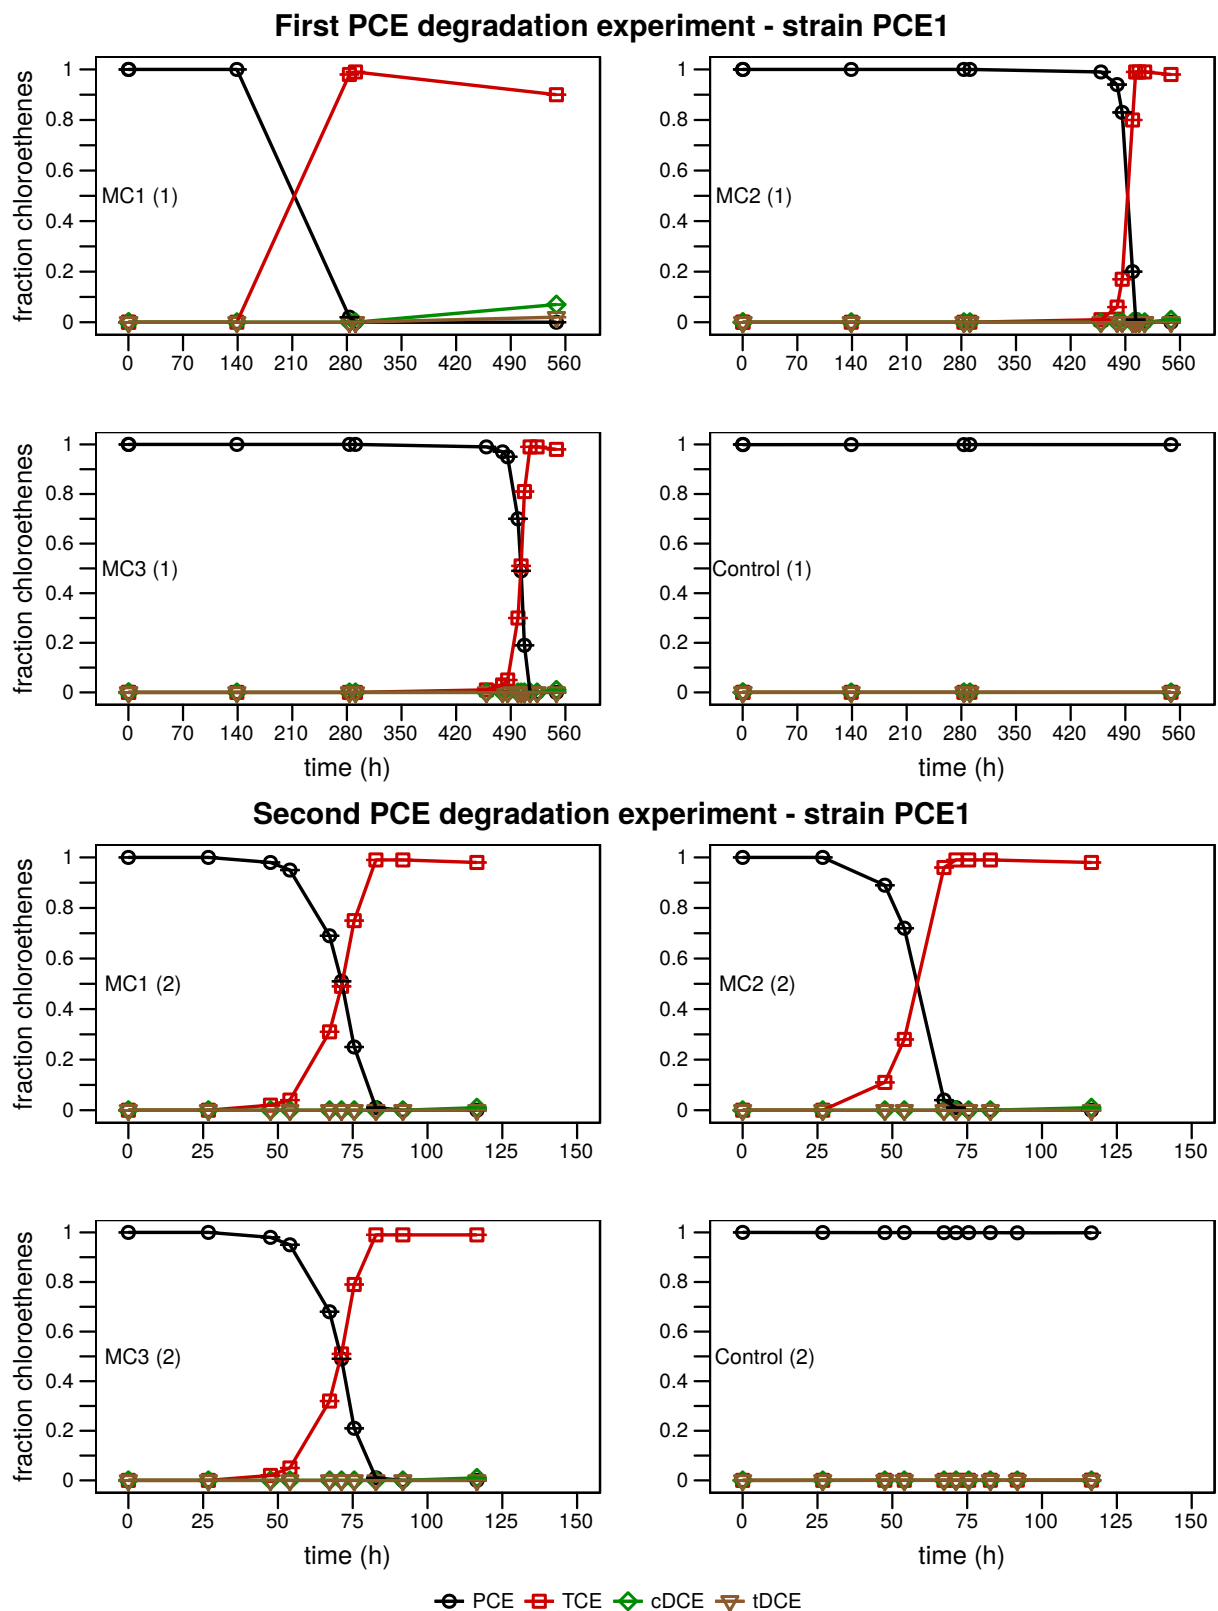 First PCE degradation experiment - strain PCE1
fraction chloroethenes
1
0.8
0.6
0.4
0.2
0
MC1 (1)
0 70 140 210 280 350 420 490 560
1
0.8
0.6
0.4
0.2
0
MC2 (1)
0 70 140 210 280 350 420 490 560
fraction chloroethenes
1
0.8
0.6
0.4
0.2
0
MC3 (1)
0 70 140 210 280 350 420 490 560
time (h)
1
0.8
0.6
0.4
0.2
0
Control (1)
0 70 140 210 280 350 420 490 560
time (h)
Second PCE degradation experiment - strain PCE1
fraction chloroethenes
1
0.8
0.6
0.4
0.2
0
MC1 (2)
0 25 50 75 100 125 150
1
0.8
0.6
0.4
0.2
0
MC2 (2)
0 25 50 75 100 125 150
fraction chloroethenes
1
0.8
0.6
0.4
0.2
0
MC3 (2)
0 25 50 75 100 125 150
time (h)
1
0.8
0.6
0.4
0.2
0
Control (2)
0 25 50 75 100 125 150
time (h)
PCE TCE cDCE tDCE